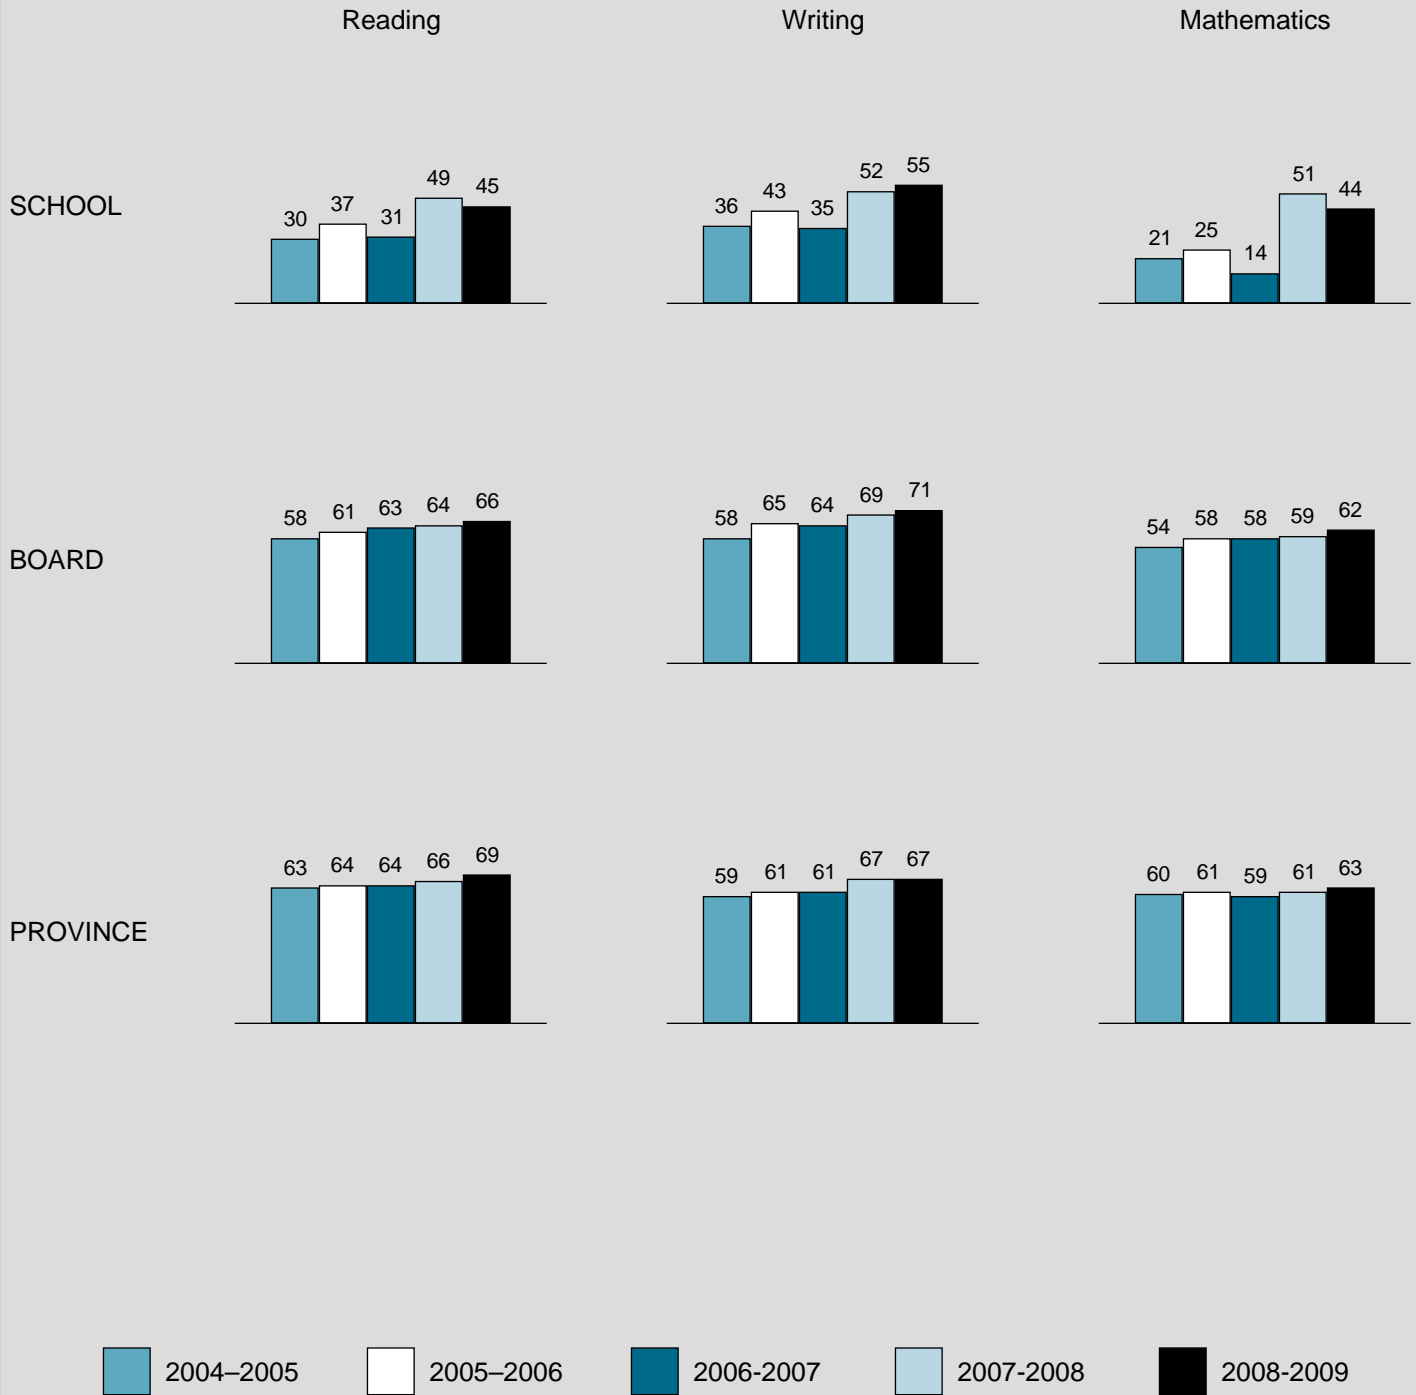 Reading Writing Mathematics
SCHOOL
30 37 31 49 45
36 43 35 52 55
21 25 14 51 44
BOARD
58 61 63 64 66
58 65 64 69 71
54 58 58 59 62
PROVINCE
63 64 64 66 69
59 61 61 67 67
60 61 59 61 63
2004–2005 2005–2006 2006-2007 2007-2008 2008-2009